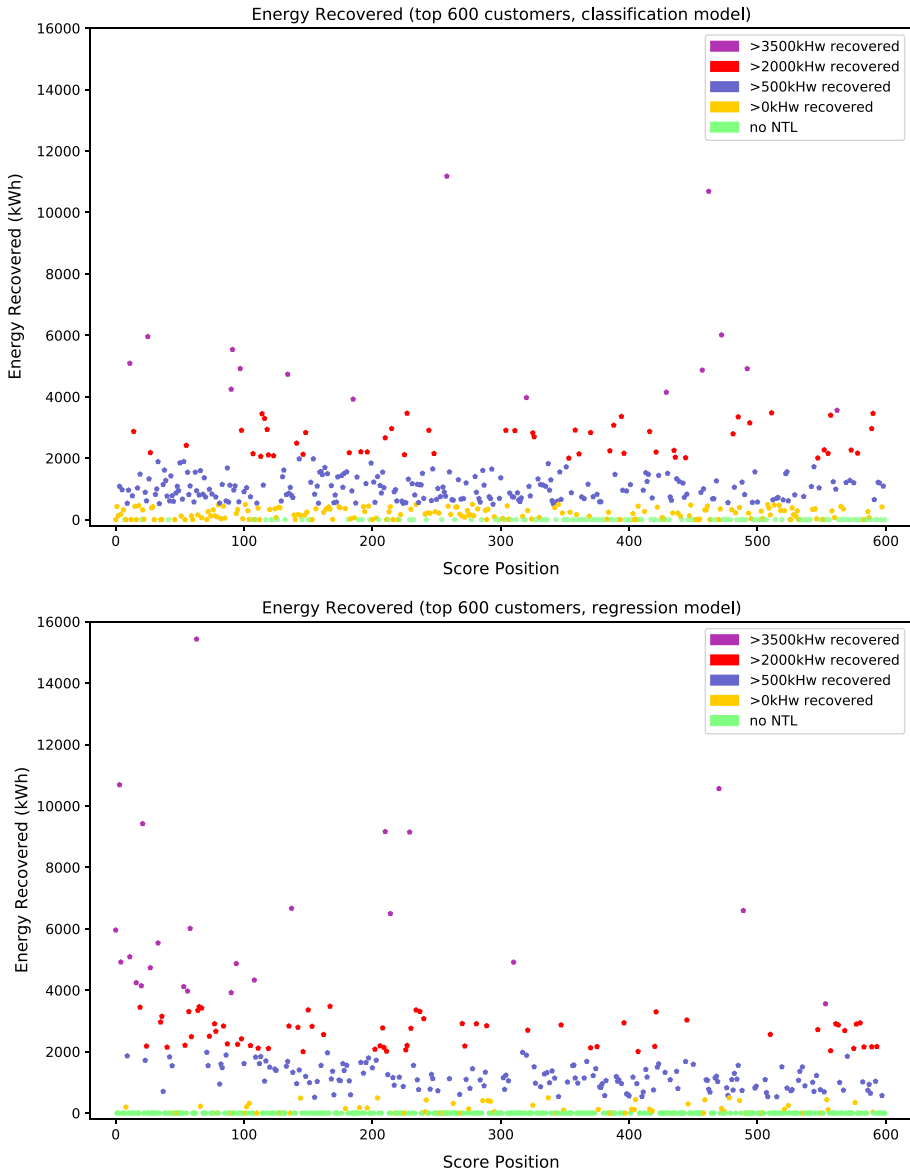 Energy Recovered (top 600 customers, classification model)
16000
14000
12000
10000
8000
6000
4000
2000
0
Energy Recovered (kWh)
>3500kHw recovered
>2000kHw recovered
>500kHw recovered
>0kHw recovered
no NTL
0 100 200 300 400 500 600
Score Position
Energy Recovered (top 600 customers, regression model)
16000
14000
12000
10000
8000
6000
4000
2000
0
Energy Recovered (kWh)
>3500kHw recovered
>2000kHw recovered
>500kHw recovered
>0kHw recovered
no NTL
0 100 200 300 400 500 600
Score Position